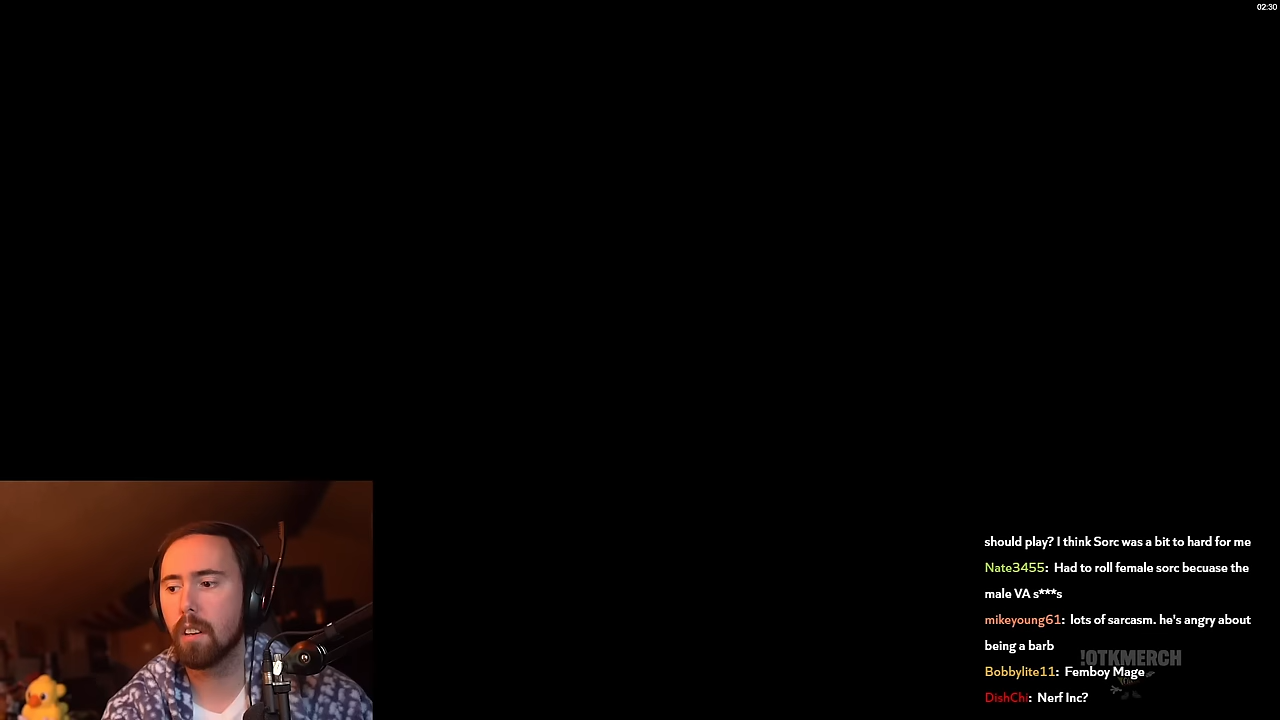 02:30
should play? I think Sorc was a bit to hard for me
Nate3455: Had to roll female sorc becuase the
male VA s***s
mikeyoung61: lots of sarcasm. he's angry about
being a barb
!OTKMERCH
Bobbylite11: Femboy Mage
DishChi: Nerf Inc?